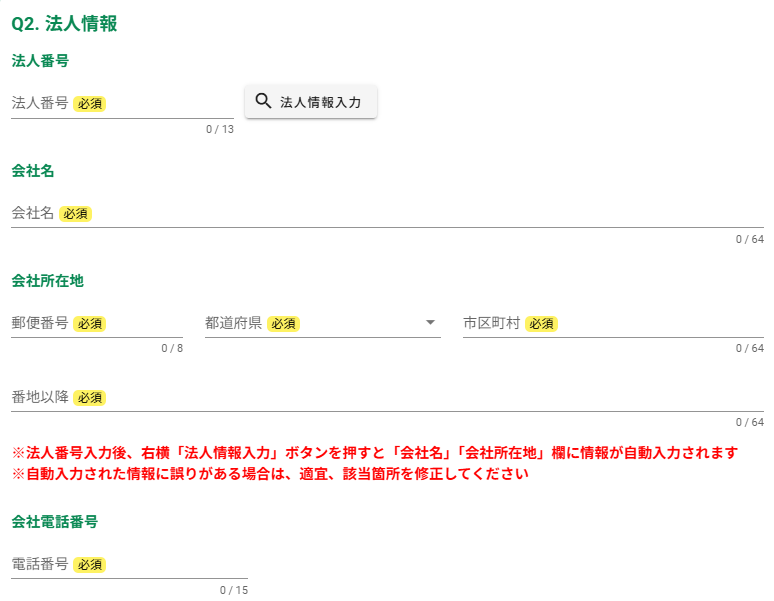 Q2. 法人情報
法人番号
法人番号 必須
法人情報入力
0 / 13
会社名
会社名 必須
0 / 64
会社所在地
郵便番号 必須
都道府県 必須
市区町村 必須
0 / 8
0 / 64
番地以降 必須
0 / 64
※法人番号入力後、右横「法人情報入力」ボタンを押すと「会社名」「会社所在地」欄に情報が自動入力されます
※自動入力された情報に誤りがある場合は、適宜、該当箇所を修正してください
会社電話番号
電話番号 必須
0 / 15